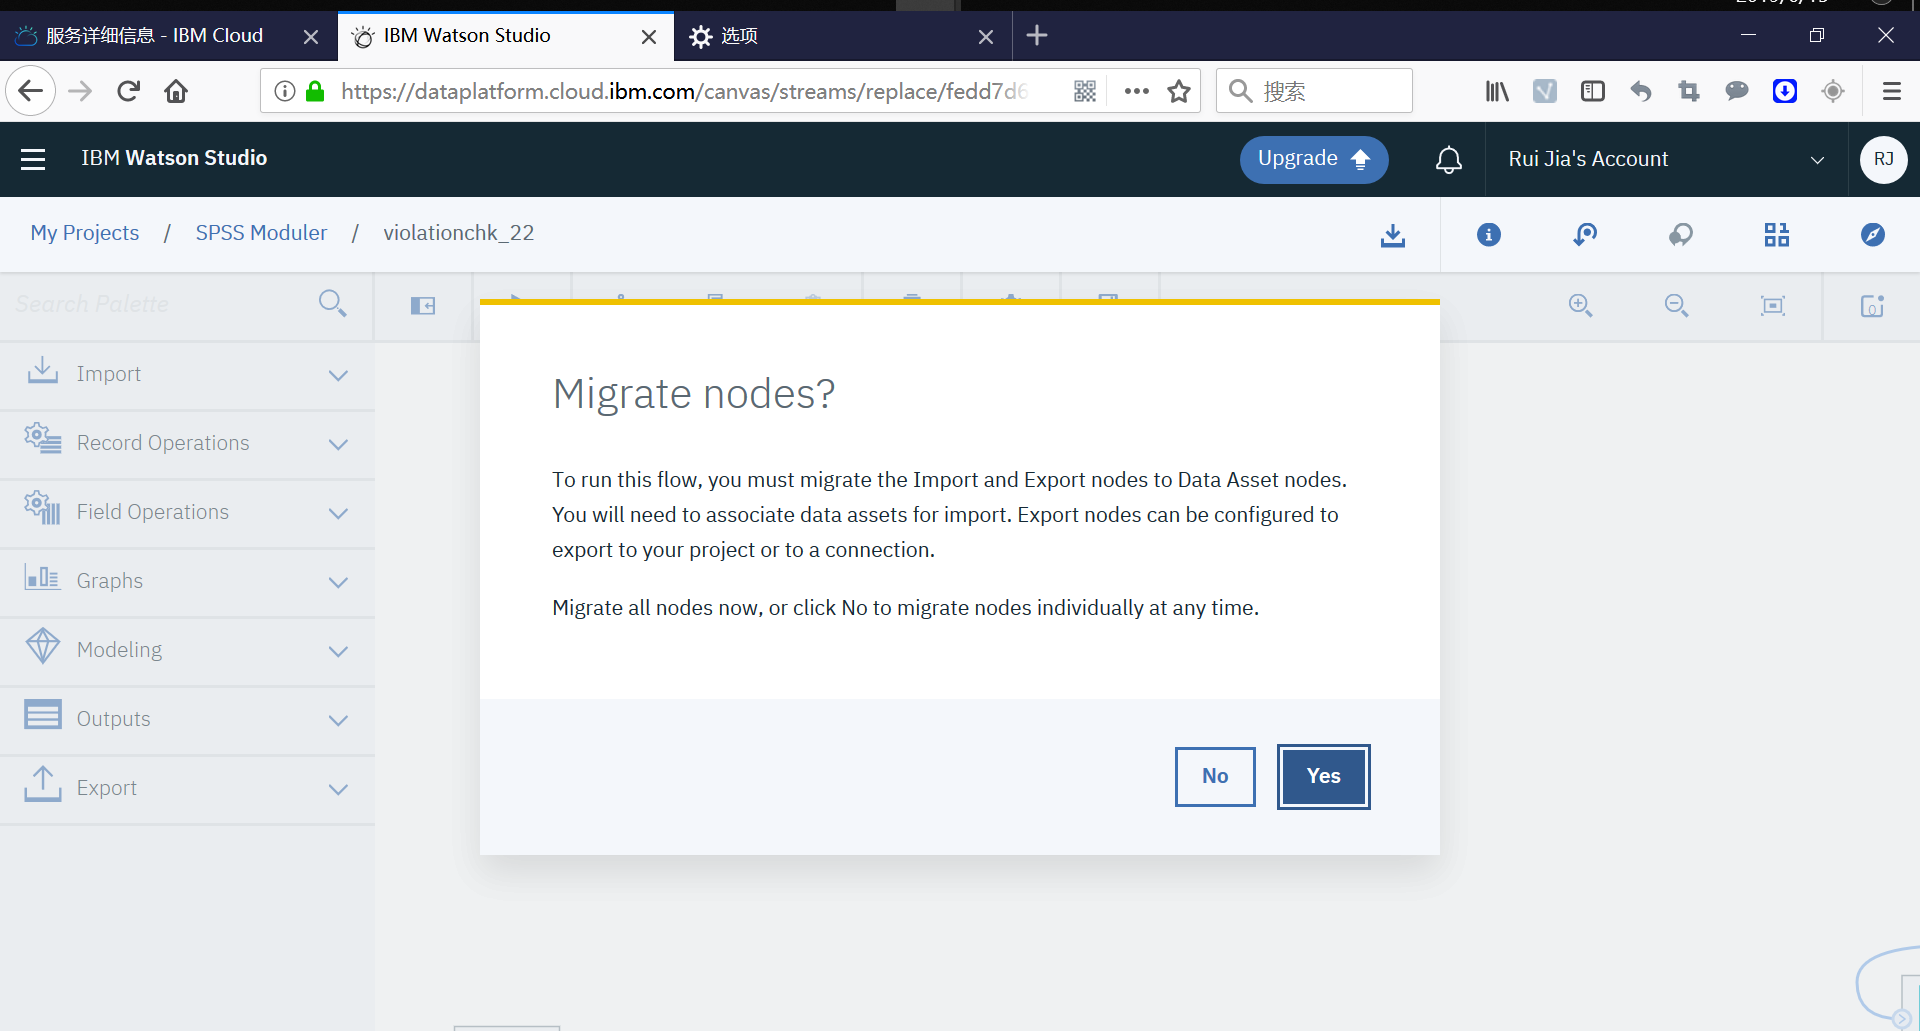 服务详细信息 - IBM Cloud
IBM Watson Studio
选项
https://dataplatform.cloud.ibm.com/canvas/streams/replace/fedd7d6
搜索
IBM Watson Studio
Upgrade
Rui Jia's Account
RJ
My Projects / SPSS Moduler / violationchk_22
Search Palette
Import
Record Operations
Field Operations
Graphs
Modeling
Outputs
Export
Migrate nodes?
To run this flow, you must migrate the Import and Export nodes to Data Asset nodes.
You will need to associate data assets for import. Export nodes can be configured to
export to your project or to a connection.
Migrate all nodes now, or click No to migrate nodes individually at any time.
No
Yes